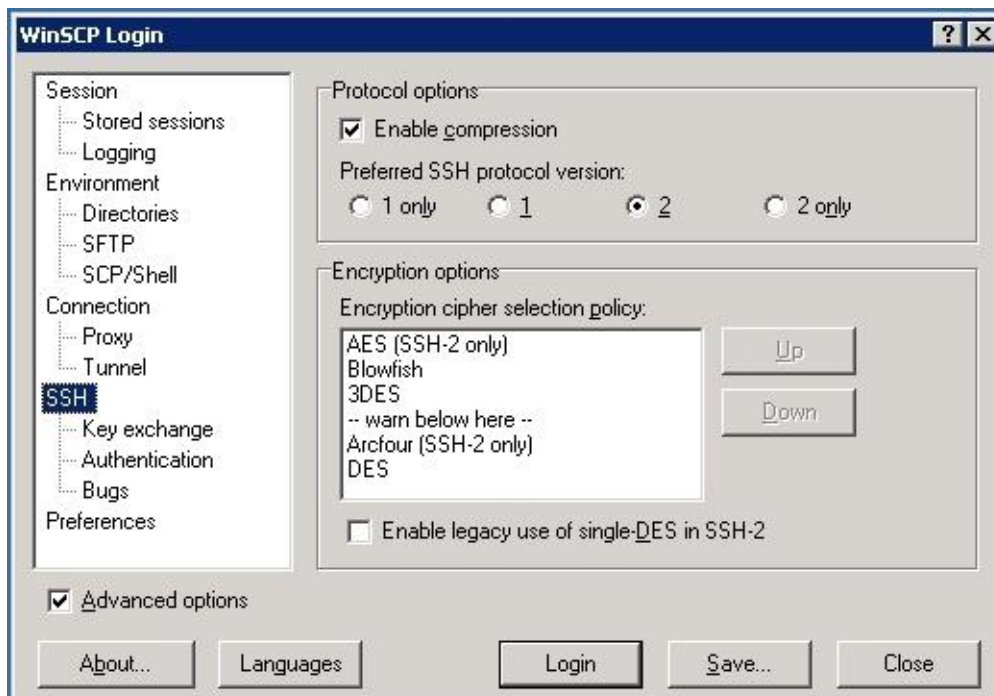 WinSCP Login
Session
Stored sessions
Logging
Environment
Directories
SFTP
SCP/Shell
Connection
Proxy
Tunnel
SSH
Key exchange
Authentication
Bugs
Preferences
Protocol options
Enable compression
Preferred SSH protocol version:
1 only 1 2 2 only
Encryption options
Encryption cipher selection policy:
AES (SSH-2 only)
Blowfish
3DES
-- warn below here --
Arcfour (SSH-2 only)
DES
Up
Down
Enable legacy use of single-DES in SSH-2
Advanced options
About... Languages Login Save... Close